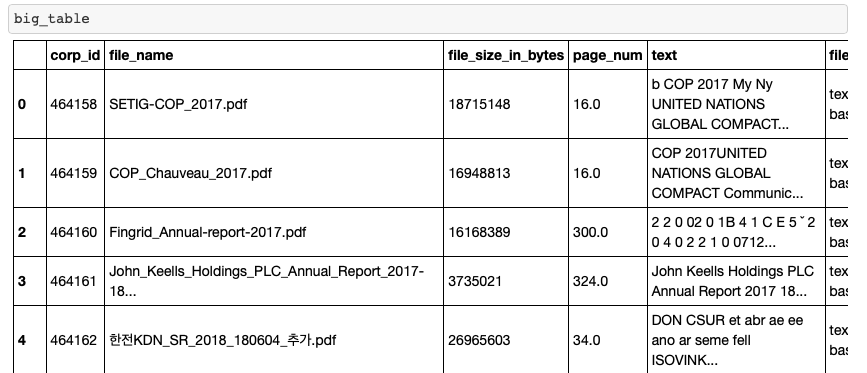 big_table
corp_id file_name file_size_in_bytes page_num text file
0 464158 SETIG-COP_2017.pdf 18715148 16.0 b COP 2017 My Ny
UNITED NATIONS
GLOBAL COMPACT...
tex
bas
1 464159 COP_Chauveau_2017.pdf 16948813 16.0 COP 2017UNITED
NATIONS GLOBAL
COMPACT Communic...
tex
bas
2 464160 Fingrid_Annual-report-2017.pdf 16168389 300.0 2 2 0 02 0 1B 4 1 C E 5 ˇ 2
0 4 0 2 2 1 0 0712...
tex
bas
3 464161 John_Keells_Holdings_PLC_Annual_Report_2017-
18...
3735021 324.0 John Keells Holdings PLC
Annual Report 2017 18...
tex
bas
4 464162 한전KDN_SR_2018_180604_추가.pdf 26965603 34.0 DON CSUR et abr ae ee
ano ar seme fell
ISOVINK...
tex
bas